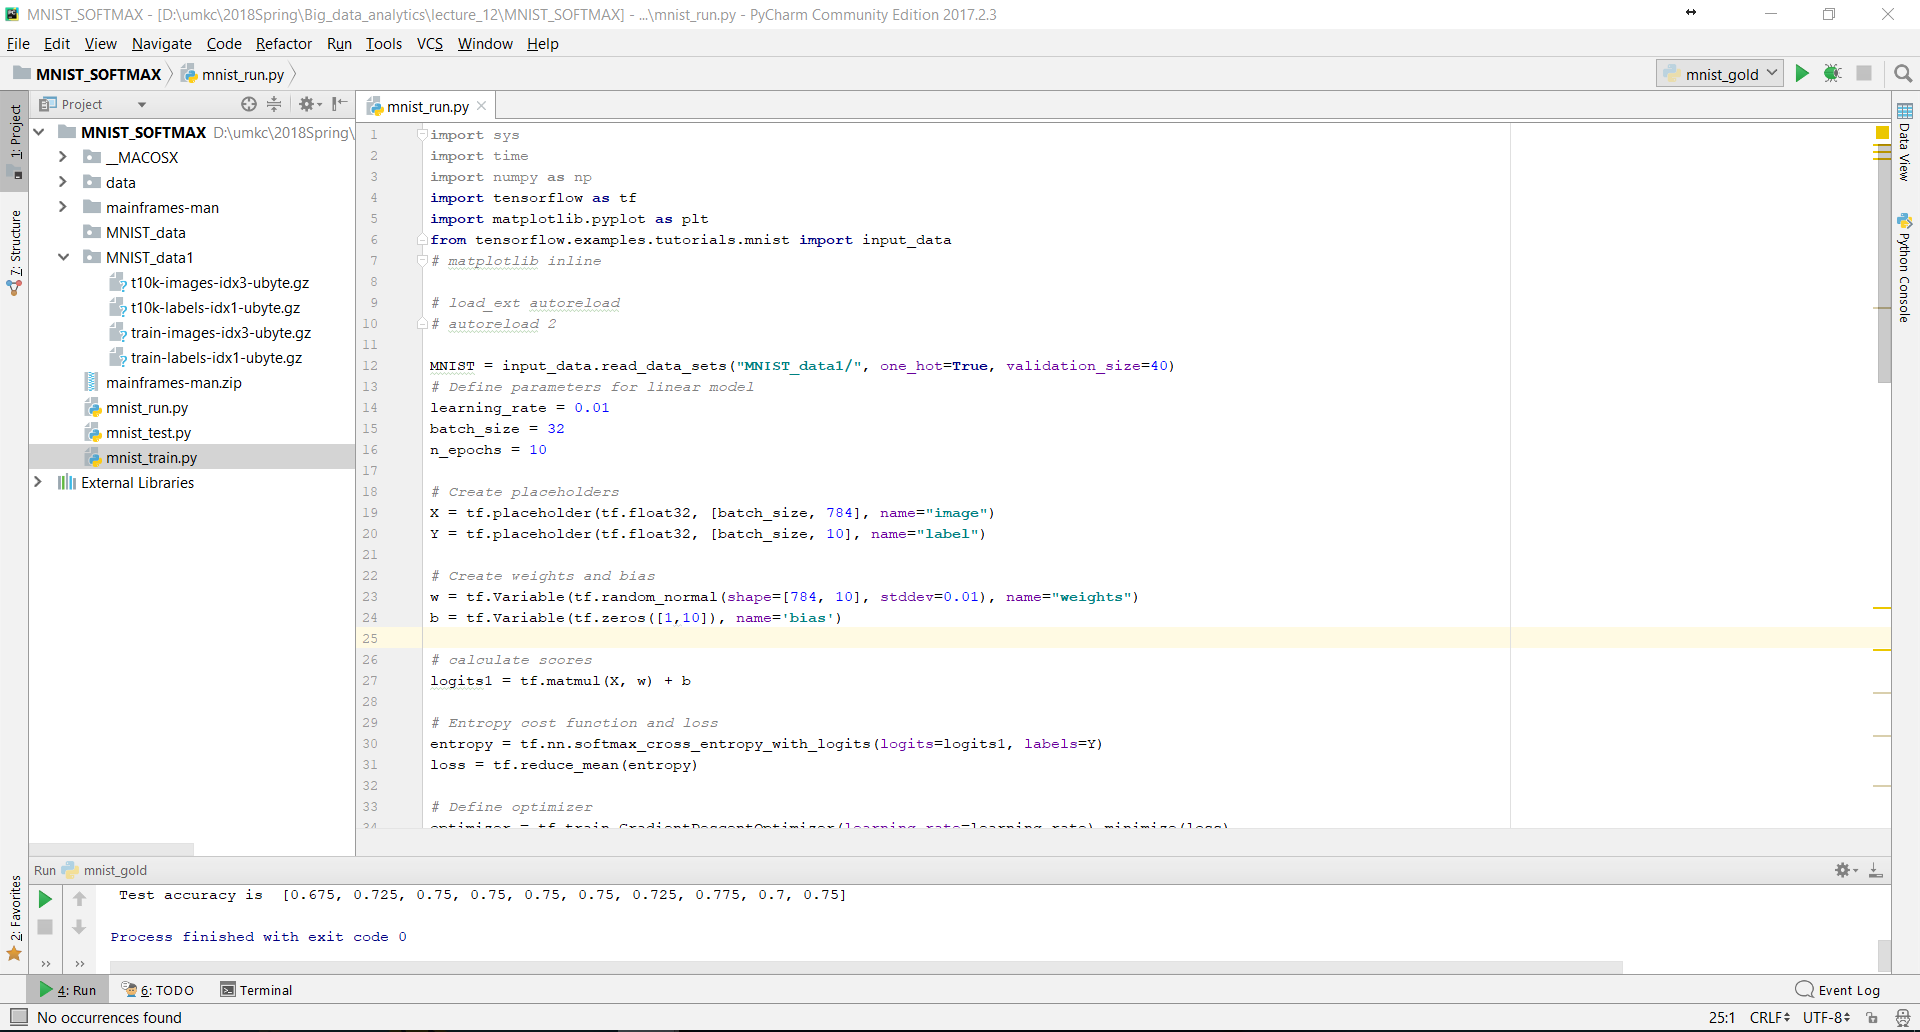 MNIST_SOFTMAX - [D:\umkc\2018Spring\Big_data_analytics\lecture_12\MNIST_SOFTMAX] - ...\mnist_run.py - PyCharm Community Edition 2017.2.3
File Edit View Navigate Code Refactor Run Tools VCS Window Help
MNIST_SOFTMAX mnist_run.py mnist_gold
1: Project
7: Structure
2: Favorites
Project
MNIST_SOFTMAX D:\umkc\2018Spring\
__MACOSX
data
mainframes-man
MNIST_data
MNIST_data1
t10k-images-idx3-ubyte.gz
t10k-labels-idx1-ubyte.gz
train-images-idx3-ubyte.gz
train-labels-idx1-ubyte.gz
mainframes-man.zip
mnist_run.py
mnist_test.py
mnist_train.py
External Libraries
mnist_run.py
1 import sys
2 import time
3 import numpy as np
4 import tensorflow as tf
5 import matplotlib.pyplot as plt
6 from tensorflow.examples.tutorials.mnist import input_data
7 # matplotlib inline
8
9 # load_ext autoreload
10 # autoreload 2
11
12 MNIST = input_data.read_data_sets("MNIST_data1/", one_hot=True, validation_size=40)
13 # Define parameters for linear model
14 learning_rate = 0.01
15 batch_size = 32
16 n_epochs = 10
17
18 # Create placeholders
19 X = tf.placeholder(tf.float32, [batch_size, 784], name="image")
20 Y = tf.placeholder(tf.float32, [batch_size, 10], name="label")
21
22 # Create weights and bias
23 w = tf.Variable(tf.random_normal(shape=[784, 10], stddev=0.01), name="weights")
24 b = tf.Variable(tf.zeros([1,10]), name='bias')
25
26 # calculate scores
27 logits1 = tf.matmul(X, w) + b
28
29 # Entropy cost function and loss
30 entropy = tf.nn.softmax_cross_entropy_with_logits(logits=logits1, labels=Y)
31 loss = tf.reduce_mean(entropy)
32
33 # Define optimizer
34 optimizer = tf.train.GradientDescentOptimizer(learning_rate=learning_rate).minimize(loss)
Data View
Python Console
Run mnist_gold
Test accuracy is [0.675, 0.725, 0.75, 0.75, 0.75, 0.75, 0.725, 0.775, 0.7, 0.75]
Process finished with exit code 0
4: Run 6: TODO Terminal Event Log
No occurrences found 25:1 CRLF UTF-8